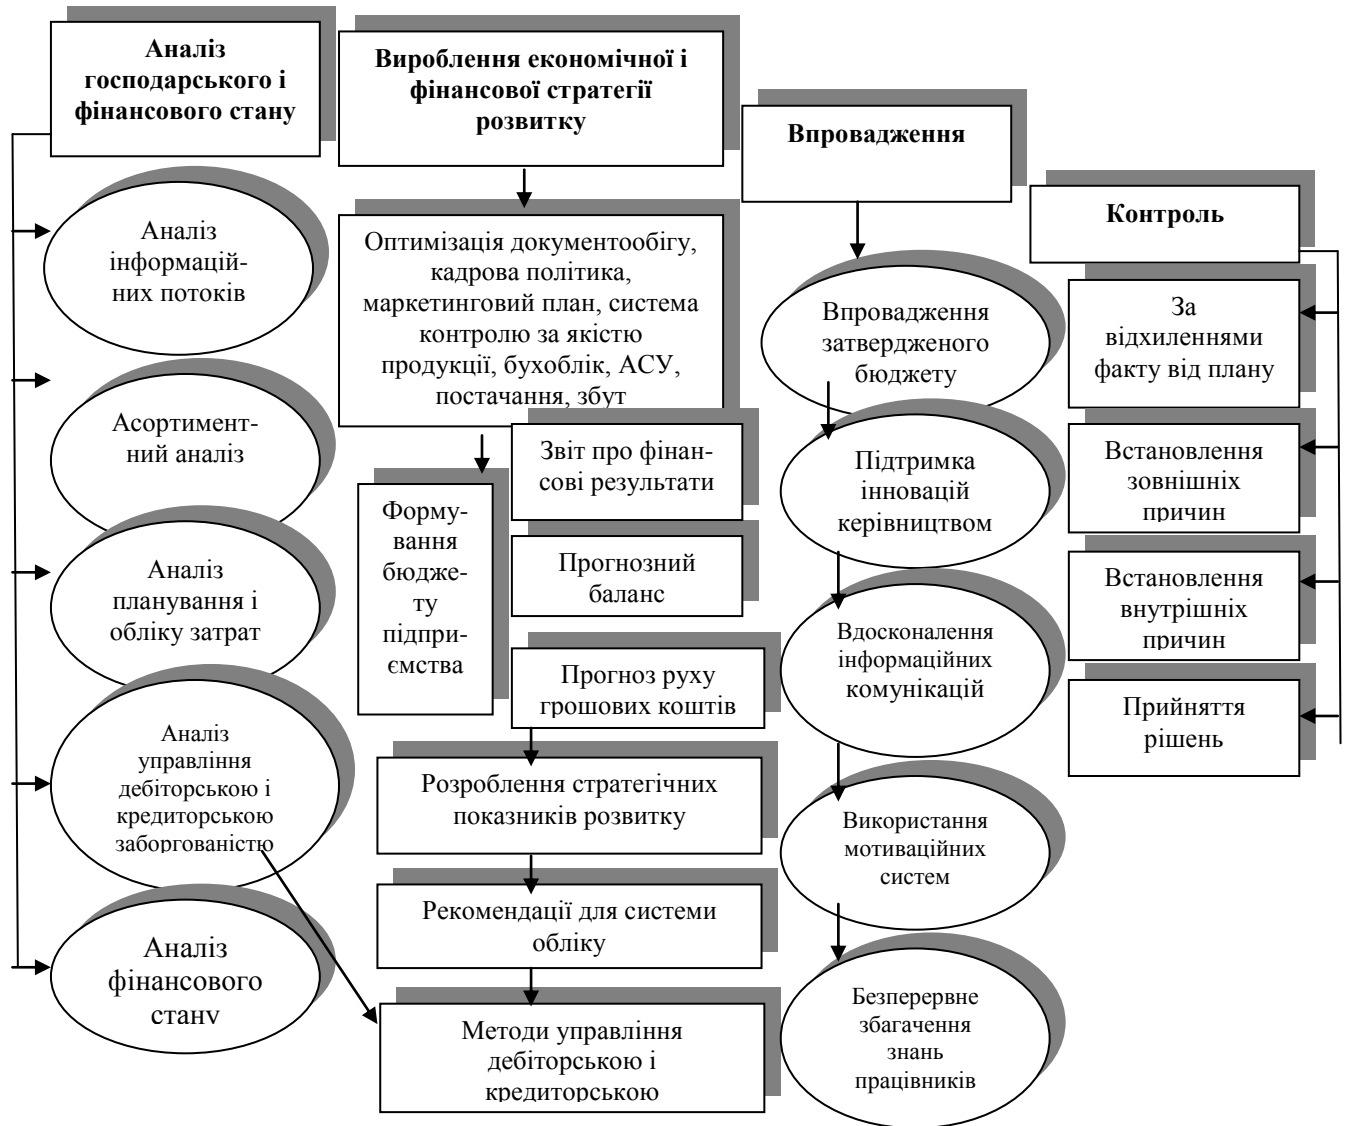 Аналіз
господарського і
фінансового стану
Аналіз
інформацій-
них потоків
Асортимент-
ний аналіз
Аналіз
планування і
обліку затрат
Аналіз
управління
дебіторською і
кредиторською
заборгованістю
Аналіз
фінансового
стану
Вироблення економічної і
фінансової стратегії
розвитку
Оптимізація документообігу,
кадрова політика,
маркетинговий план, система
контролю за якістю
продукції, бухоблік, АСУ,
постачання, збут
Форму-
вання
бюдже-
ту
підпри-
ємства
Звіт про фінан-
сові результати
Прогнозний
баланс
Прогноз руху
грошових коштів
Розроблення стратегічних
показників розвитку
Рекомендації для системи
обліку
Методи управління
дебіторською і
кредиторською
Впровадження
Впровадження
затвердженого
бюджету
Підтримка
інновацій
керівництвом
Вдосконалення
інформаційних
комунікацій
Використання
мотиваційних
систем
Безперервне
збагачення
знань
працівників
Контроль
За
відхиленнями
факту від плану
Встановлення
зовнішніх
причин
Встановлення
внутрішніх
причин
Прийняття
рішень